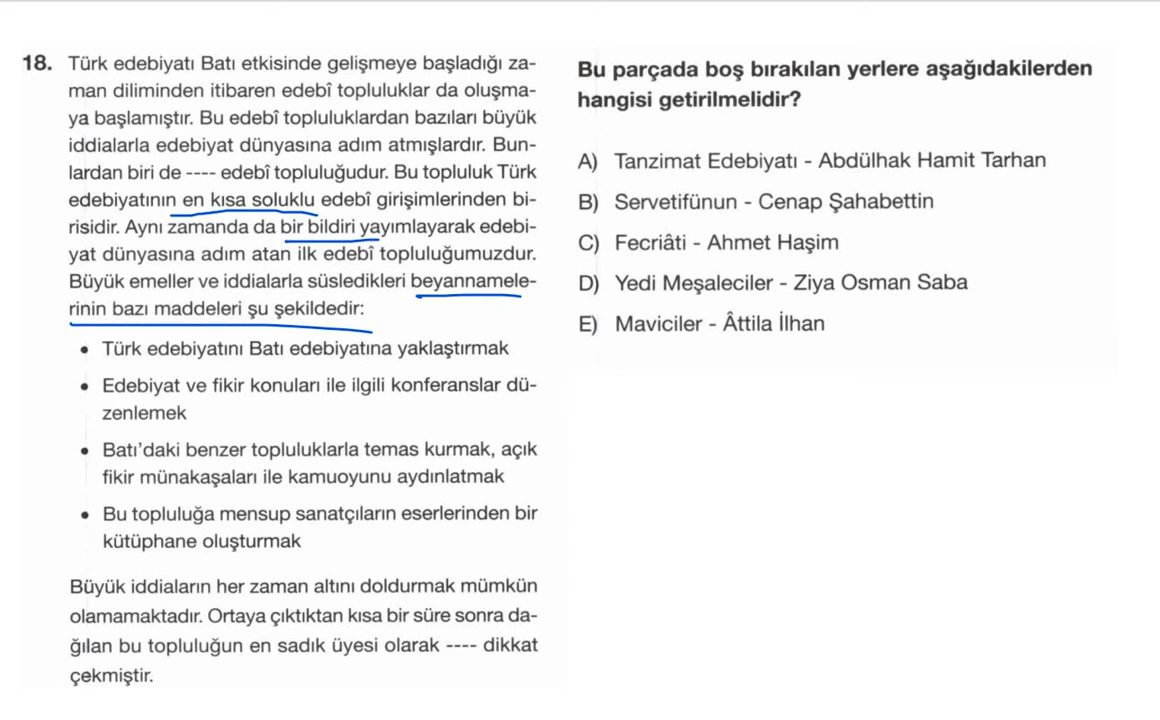 18. Türk edebiyatı Batı etkisinde gelişmeye başladığı za-
man diliminden itibaren edebî topluluklar da oluşma-
ya başlamıştır. Bu edebî topluluklardan bazıları büyük
iddialarla edebiyat dünyasına adım atmışlardır. Bun-
lardan biri de ---- edebî topluluğudur. Bu topluluk Türk
edebiyatının en kısa soluklu edebî girişimlerinden bi-
risidir. Aynı zamanda da bir bildiri yayımlayarak edebi-
yat dünyasına adım atan ilk edebî topluluğumuzdur.
Büyük emeller ve iddialarla süsledikleri beyannamele-
rinin bazı maddeleri şu şekildedir:
• Türk edebiyatını Batı edebiyatına yaklaştırmak
• Edebiyat ve fikir konuları ile ilgili konferanslar dü-
zenlemek
• Batı'daki benzer topluluklarla temas kurmak, açık
fikir münakaşaları ile kamuoyunu aydınlatmak
• Bu topluluğa mensup sanatçıların eserlerinden bir
kütüphane oluşturmak
Büyük iddiaların her zaman altını doldurmak mümkün
olamamaktadır. Ortaya çıktıktan kısa bir süre sonra da-
ğılan bu topluluğun en sadık üyesi olarak ---- dikkat
çekmiştir.
Bu parçada boş bırakılan yerlere aşağıdakilerden
hangisi getirilmelidir?
A) Tanzimat Edebiyatı - Abdülhak Hamit Tarhan
B) Servetifünun - Cenap Şahabettin
C) Fecriâti - Ahmet Haşim
D) Yedi Meşaleciler - Ziya Osman Saba
E) Maviciler - Âttila İlhan